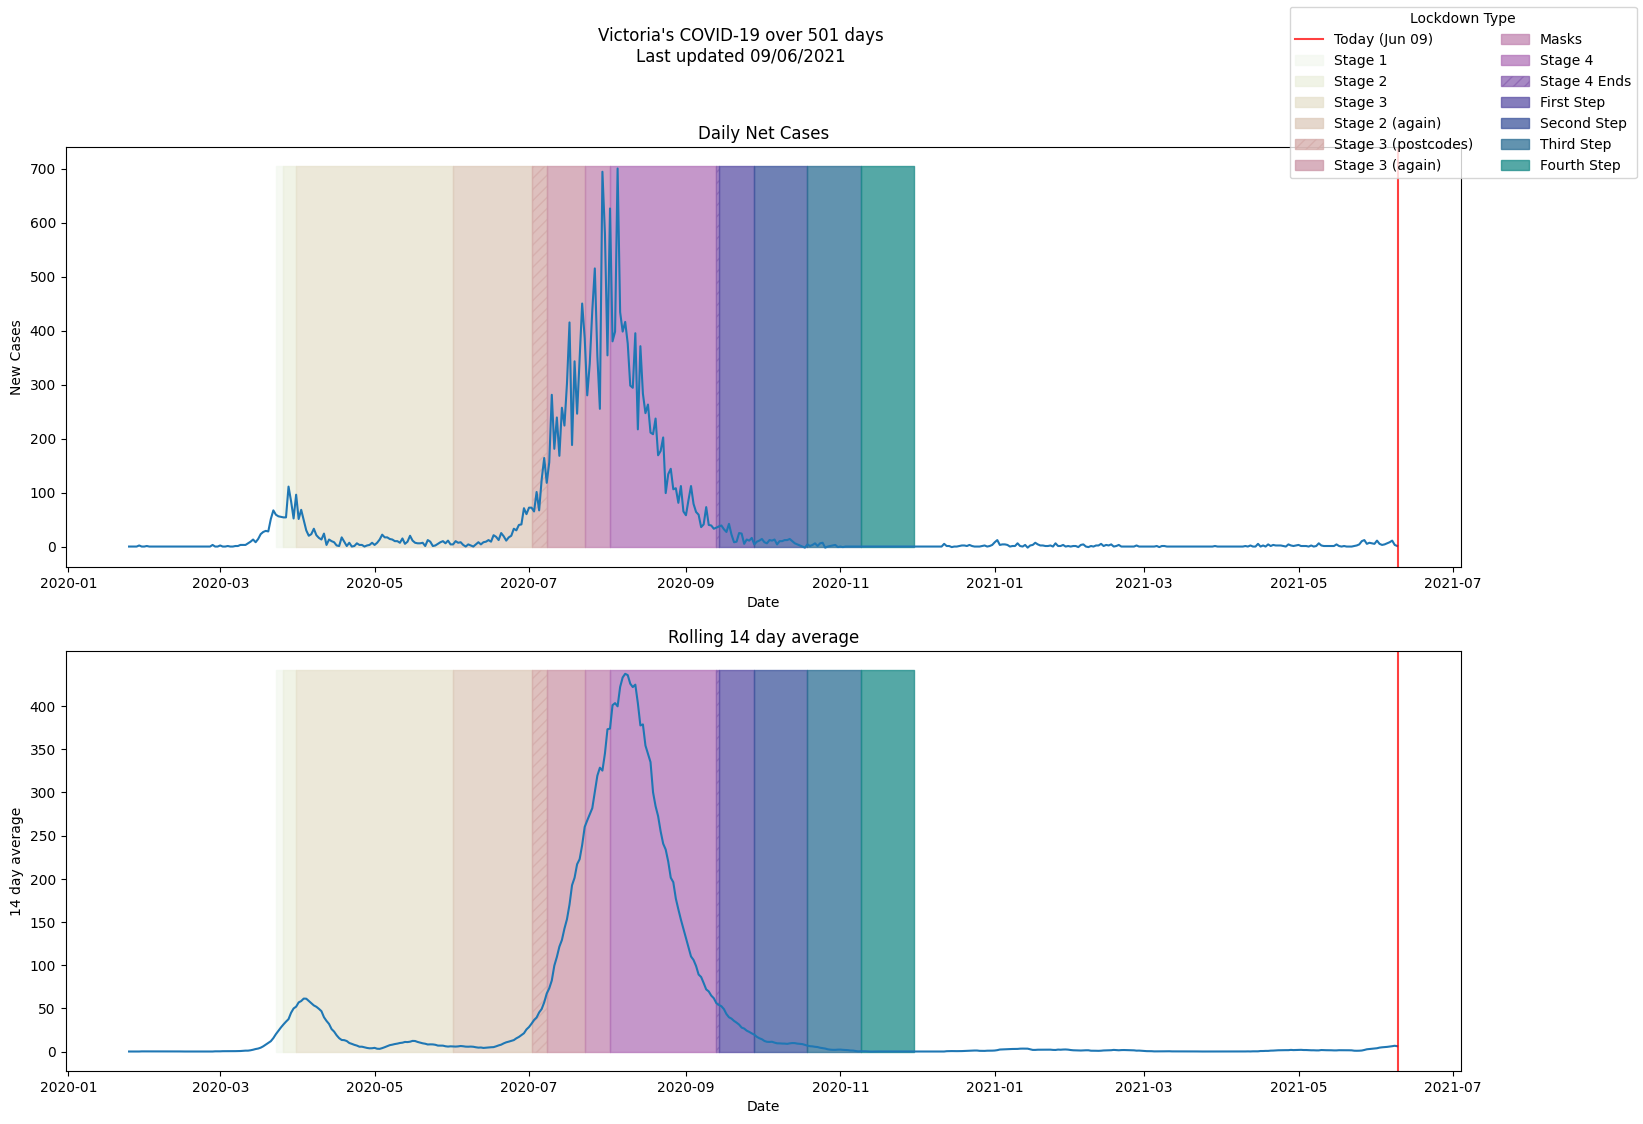 Victoria's COVID-19 over 501 days
Last updated 09/06/2021
Lockdown Type
Today (Jun 09)
Stage 1
Stage 2
Stage 3
Stage 2 (again)
Stage 3 (postcodes)
Stage 3 (again)
Masks
Stage 4
Stage 4 Ends
First Step
Second Step
Third Step
Fourth Step
Daily Net Cases
New Cases
700
600
500
400
300
200
100
0
2020-01 2020-03 2020-05 2020-07 2020-09 2020-11 2021-01 2021-03 2021-05 2021-07
Date
Rolling 14 day average
14 day average
400
350
300
250
200
150
100
50
0
2020-01 2020-03 2020-05 2020-07 2020-09 2020-11 2021-01 2021-03 2021-05 2021-07
Date